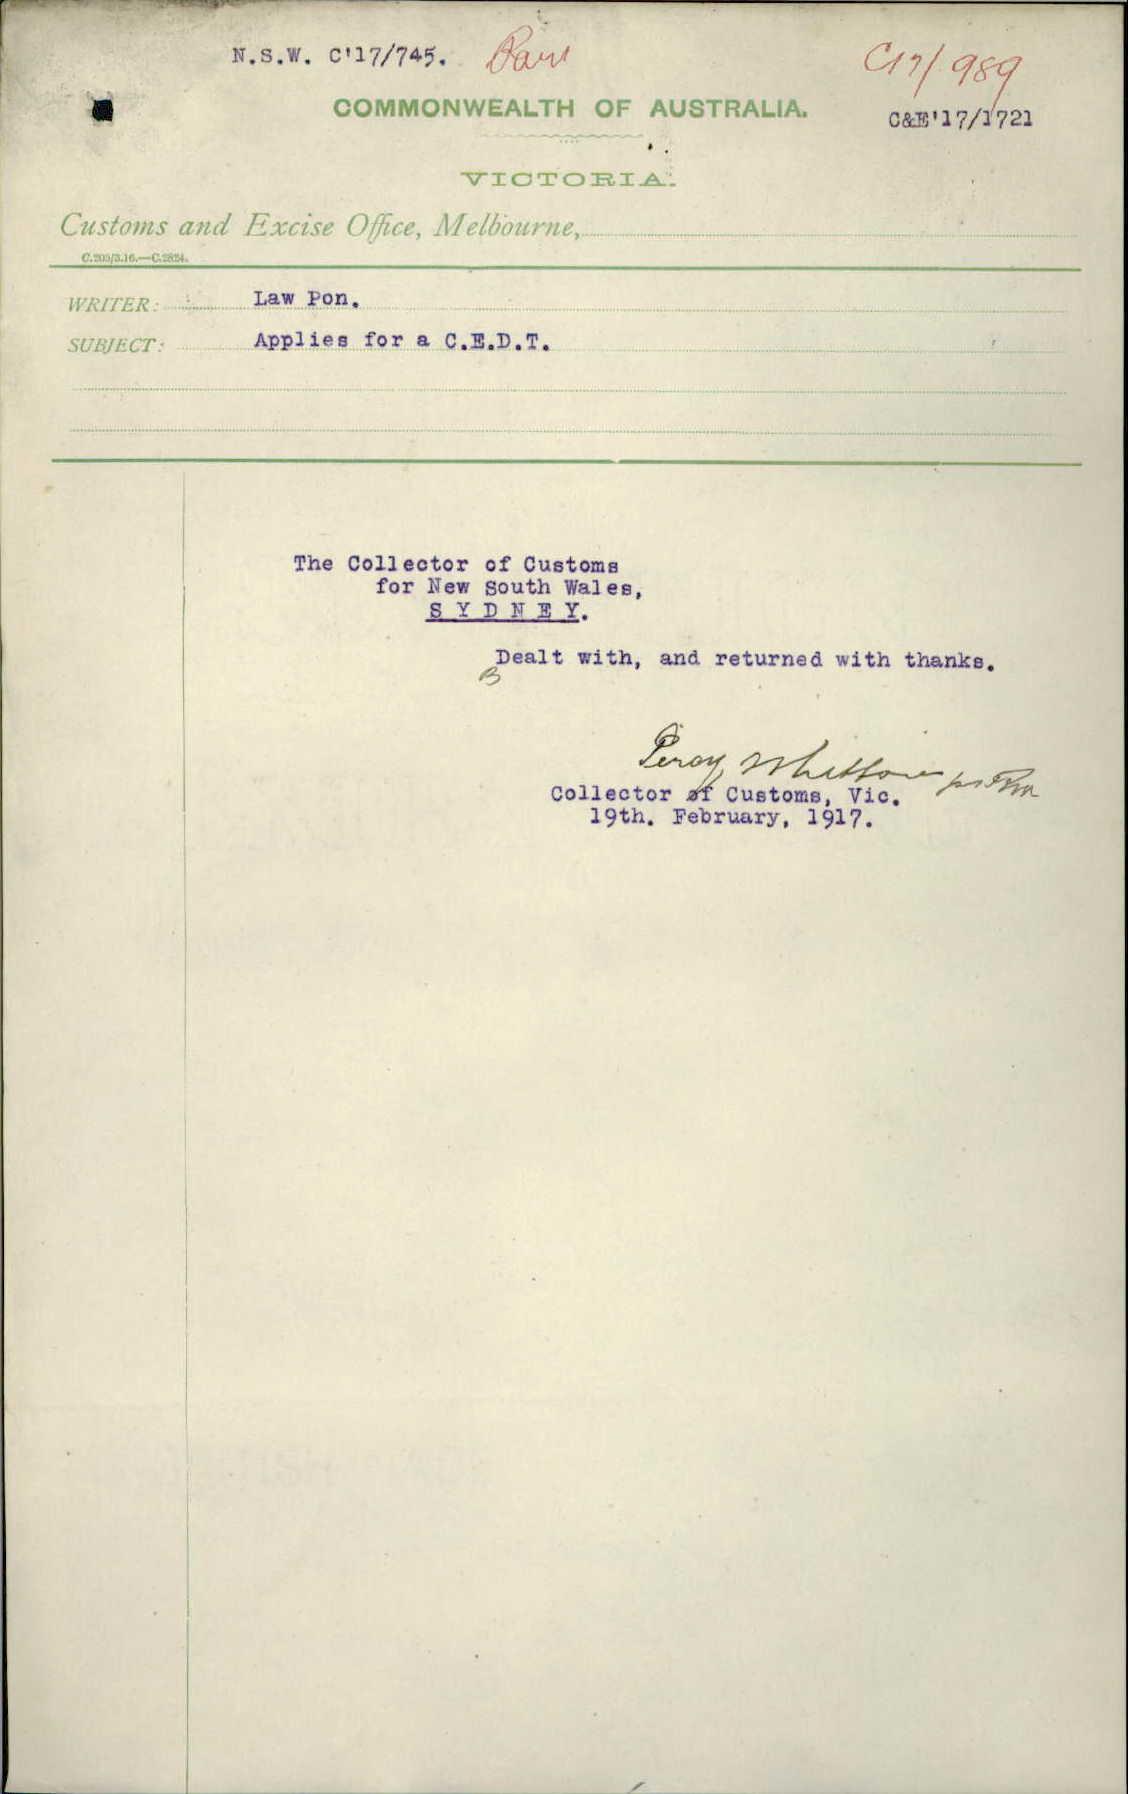 N.S.W. C'17/745.
C17/989
COMMONWEALTH OF AUSTRALIA.
C&E'17/1721
VICTORIA.
Customs and Excise Office, Melbourne,
C.205/3.16.—C.2824.
WRITER: Law Pon.
SUBJECT: Applies for a C.E.D.T.
The Collector of Customs
for New South Wales,
SYDNEY.
Dealt with, and returned with thanks.
B
Percy Whitton
Collector of Customs, Vic.
19th. February, 1917.